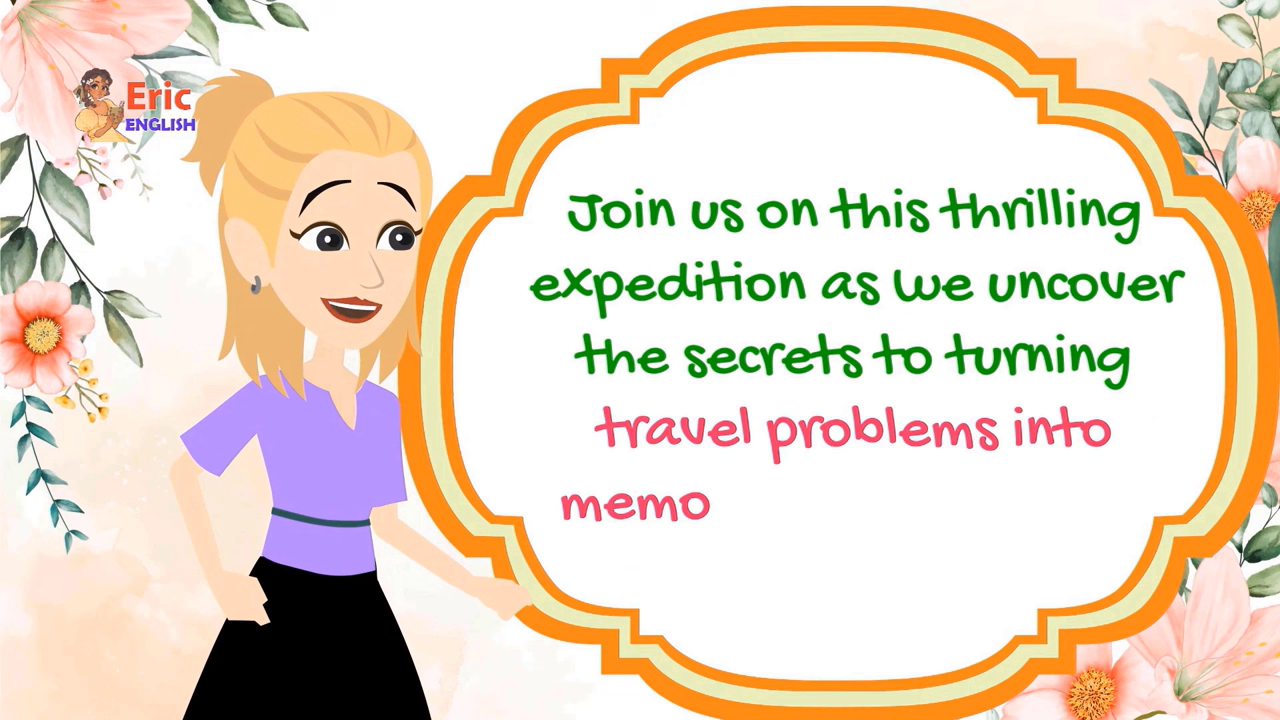 Eric
ENGLISH
Join us on this thrilling
expedition as we uncover
the secrets to turning
travel problems into
memo